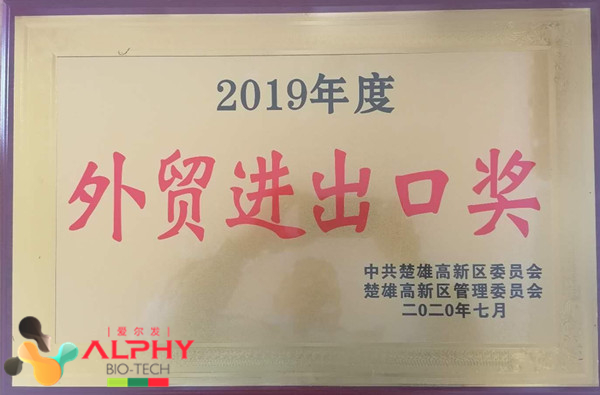 2019年度
外贸进出口奖
中共楚雄高新区委员会
楚雄高新区管理委员会
二〇二〇年七月
|爱尔发|
ALPHY
BIO-TECH